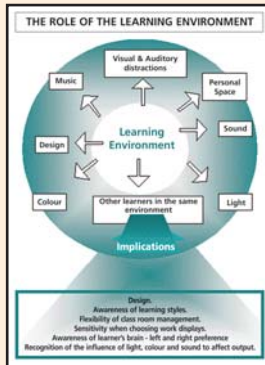 THE ROLE OF THE LEARNING ENVIRONMENT
Visual & Auditory
distractions
Music
Personal
Space
Sound
Learning
Environment
Design
Colour
Other learners in the same
environment
Light
Implications
Design.
Awareness of learning styles.
Flexibility of class room management.
Sensitivity when choosing work displays.
Awareness of learner's brain - left and right preference
Recognition of the influence of light, colour and sound to affect output.